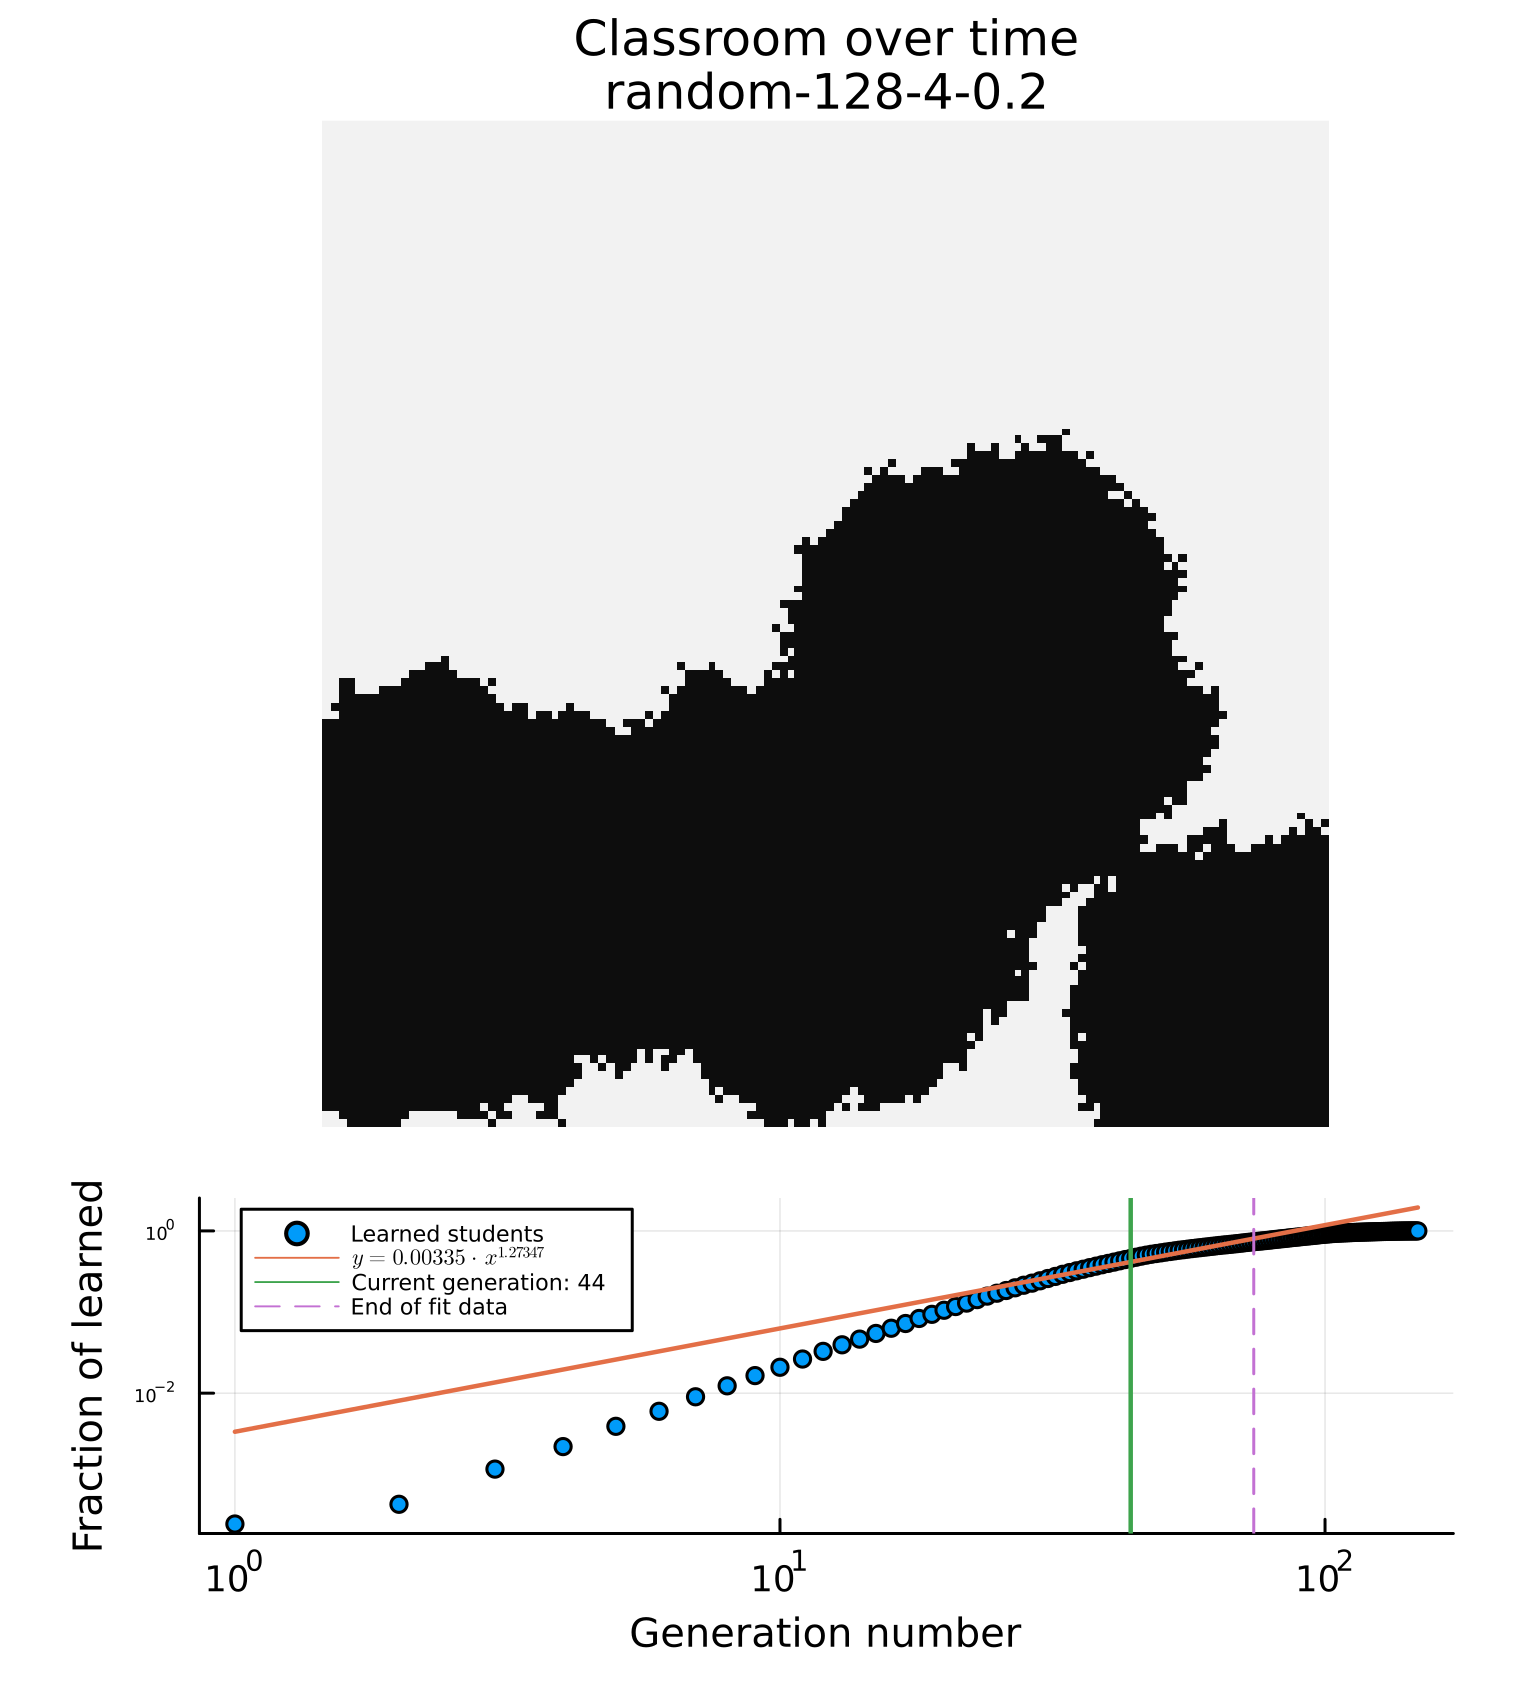 Classroom over time
random-128-4-0.2
Fraction of learned
10^0
10^-2
Learned students
y = 0.00335 · x^1.27347
Current generation: 44
End of fit data
10^0 10^1 10^2
Generation number